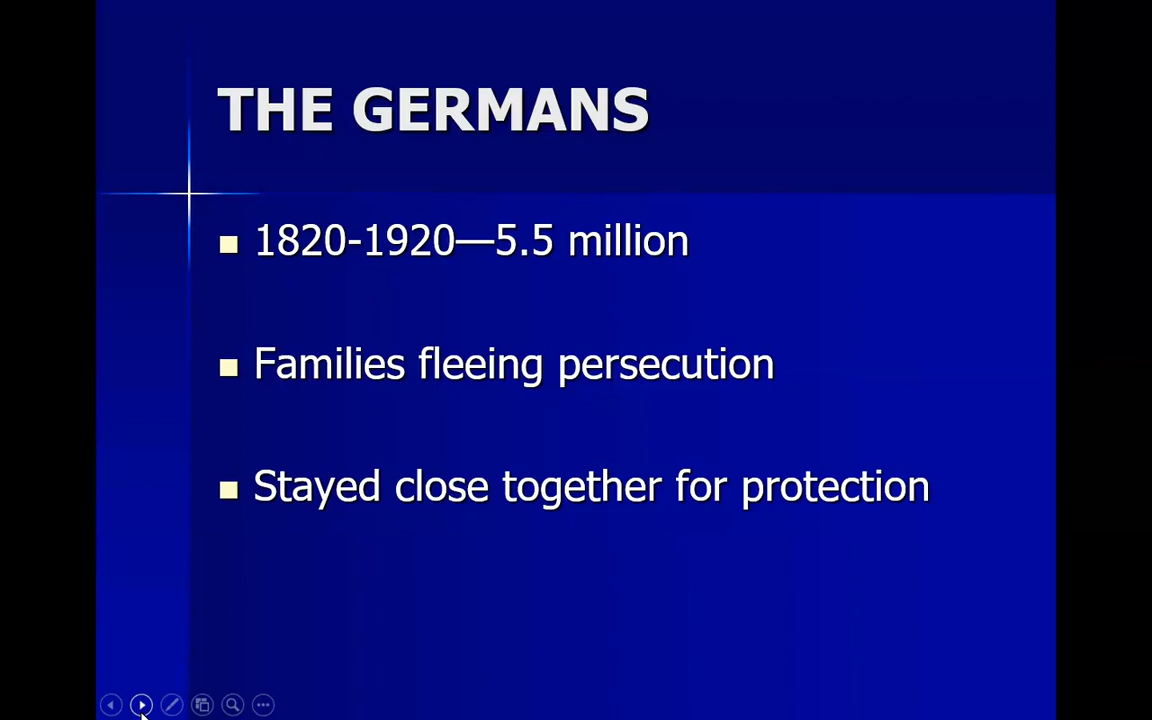 THE GERMANS
1820-1920—5.5 million
Families fleeing persecution
Stayed close together for protection